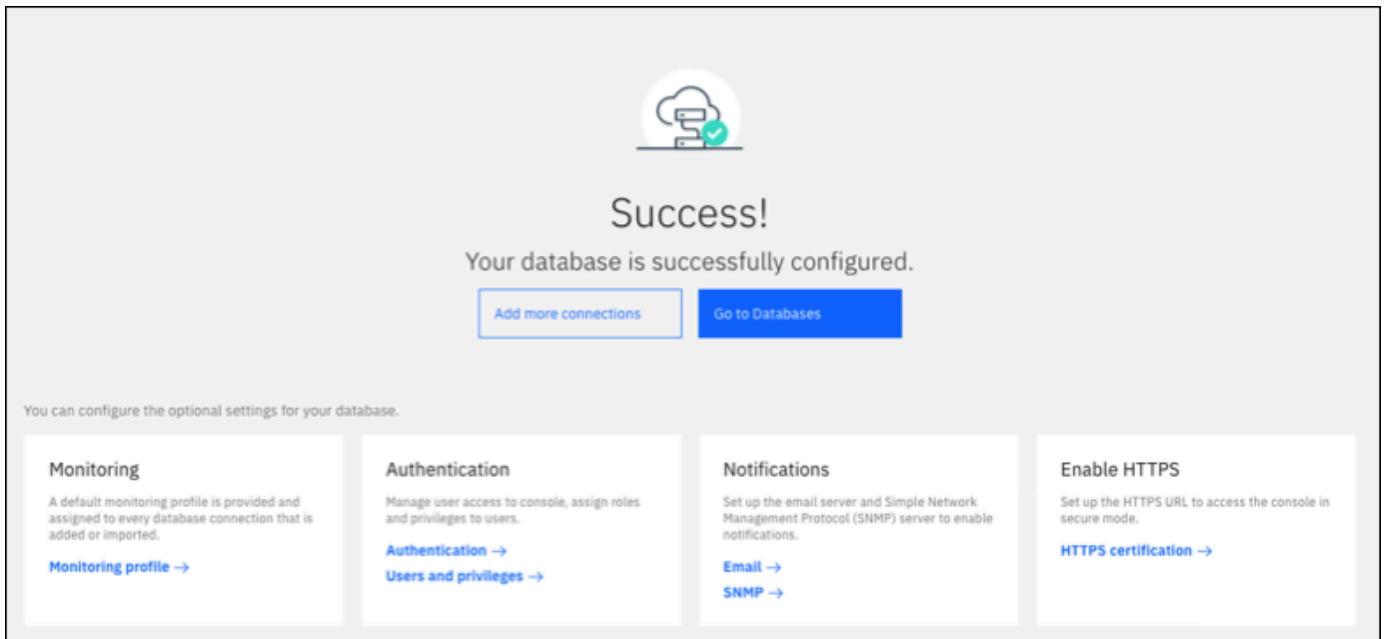 Success!
Your database is successfully configured.
Add more connections
Go to Databases
You can configure the optional settings for your database.
Monitoring
A default monitoring profile is provided and
assigned to every database connection that is
added or imported.
Monitoring profile →
Authentication
Manage user access to console, assign roles
and privileges to users.
Authentication →
Users and privileges →
Notifications
Set up the email server and Simple Network
Management Protocol (SNMP) server to enable
notifications.
Email →
SNMP →
Enable HTTPS
Set up the HTTPS URL to access the console in
secure mode.
HTTPS certification →